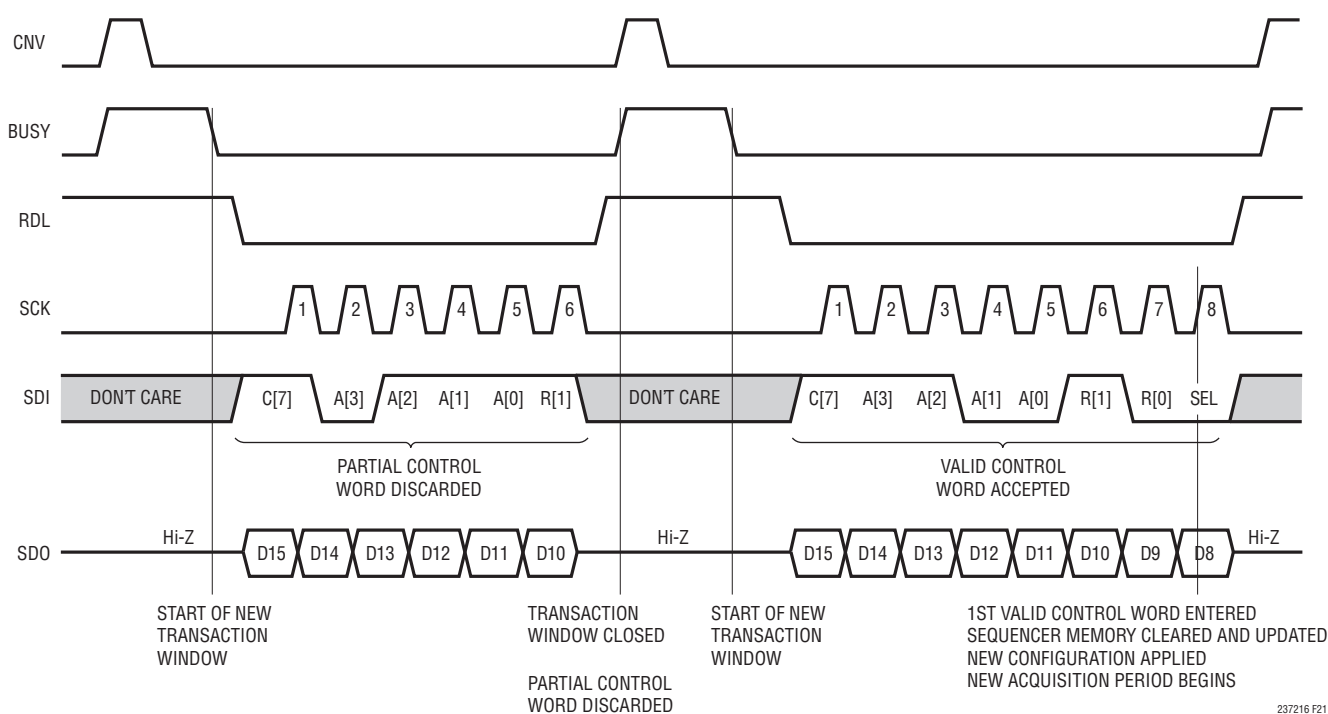 CNV
BUSY
RDL
SCK
1 2 3 4 5 6 1 2 3 4 5 6 7 8
SDI
DON'T CARE C[7] A[3] A[2] A[1] A[0] R[1] DON'T CARE C[7] A[3] A[2] A[1] A[0] R[1] R[0] SEL
PARTIAL CONTROL
WORD DISCARDED
VALID CONTROL
WORD ACCEPTED
SDO
Hi-Z D15 D14 D13 D12 D11 D10 Hi-Z D15 D14 D13 D12 D11 D10 D9 D8 Hi-Z
START OF NEW
TRANSACTION
WINDOW
TRANSACTION
WINDOW CLOSED
PARTIAL CONTROL
WORD DISCARDED
START OF NEW
TRANSACTION
WINDOW
1ST VALID CONTROL WORD ENTERED
SEQUENCER MEMORY CLEARED AND UPDATED
NEW CONFIGURATION APPLIED
NEW ACQUISITION PERIOD BEGINS
237216 F21